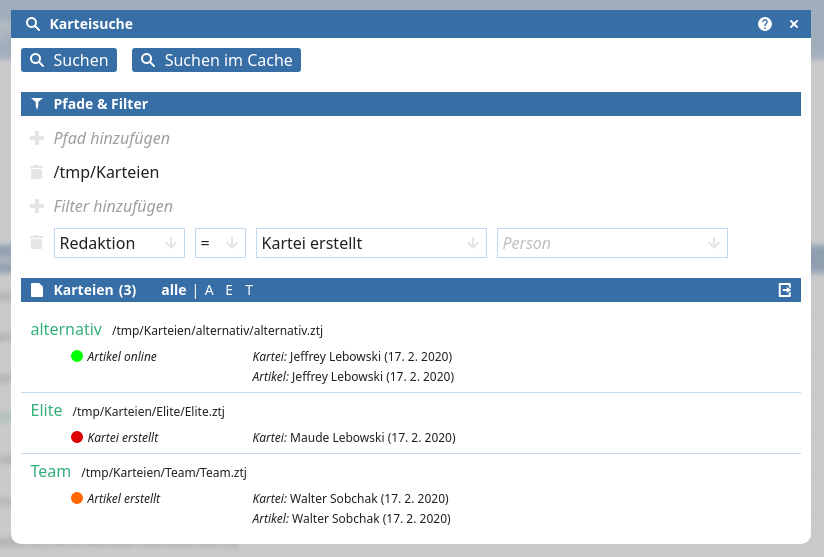 Karteisuche
Suchen Suchen im Cache
Pfade & Filter
Pfad hinzufügen
/tmp/Karteien
Filter hinzufügen
Redaktion = Kartei erstellt Person
Karteien (3) alle | A E T
alternativ /tmp/Karteien/alternativ/alternativ.ztj
Artikel online Kartei: Jeffrey Lebowski (17. 2. 2020)
Artikel: Jeffrey Lebowski (17. 2. 2020)
Elite /tmp/Karteien/Elite/Elite.ztj
Kartei erstellt Kartei: Maude Lebowski (17. 2. 2020)
Team /tmp/Karteien/Team/Team.ztj
Artikel erstellt Kartei: Walter Sobchak (17. 2. 2020)
Artikel: Walter Sobchak (17. 2. 2020)